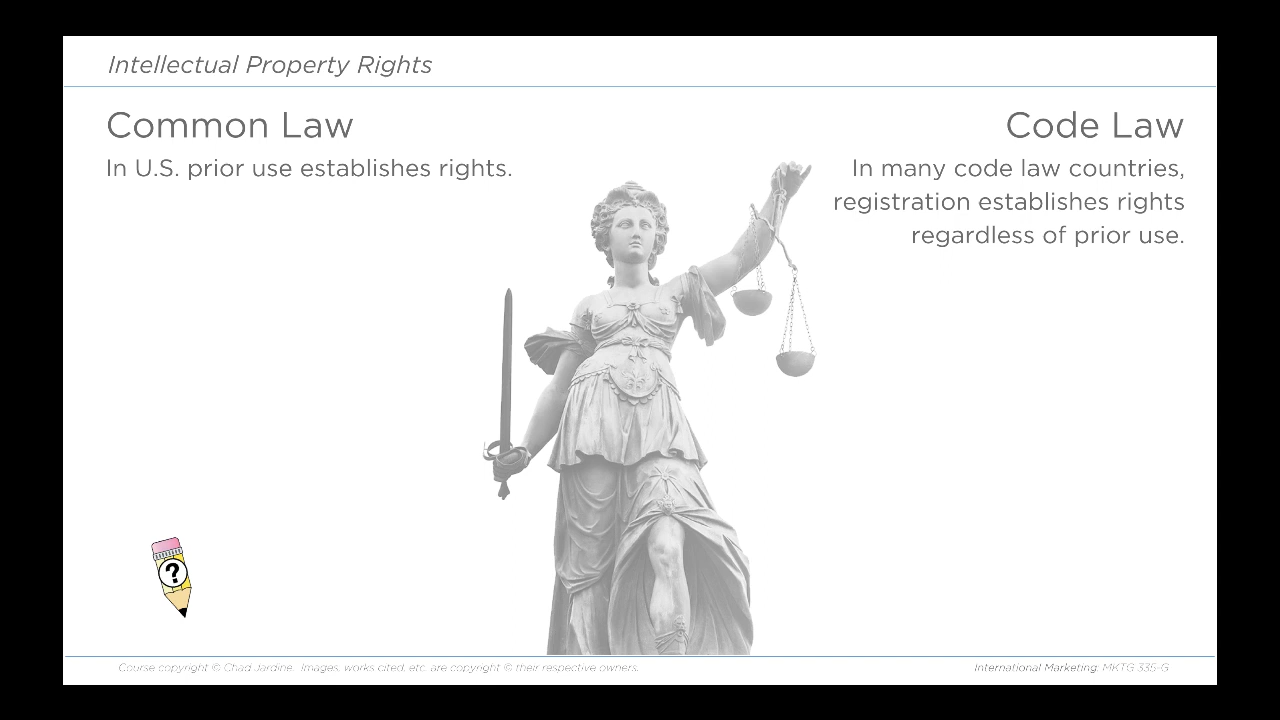 Intellectual Property Rights
Common Law
In U.S. prior use establishes rights.
Code Law
In many code law countries,
registration establishes rights
regardless of prior use.
?
Course copyright © Chad Jardine. Images, works cited, etc. are copyright © their respective owners.
International Marketing: MKTG 335-G